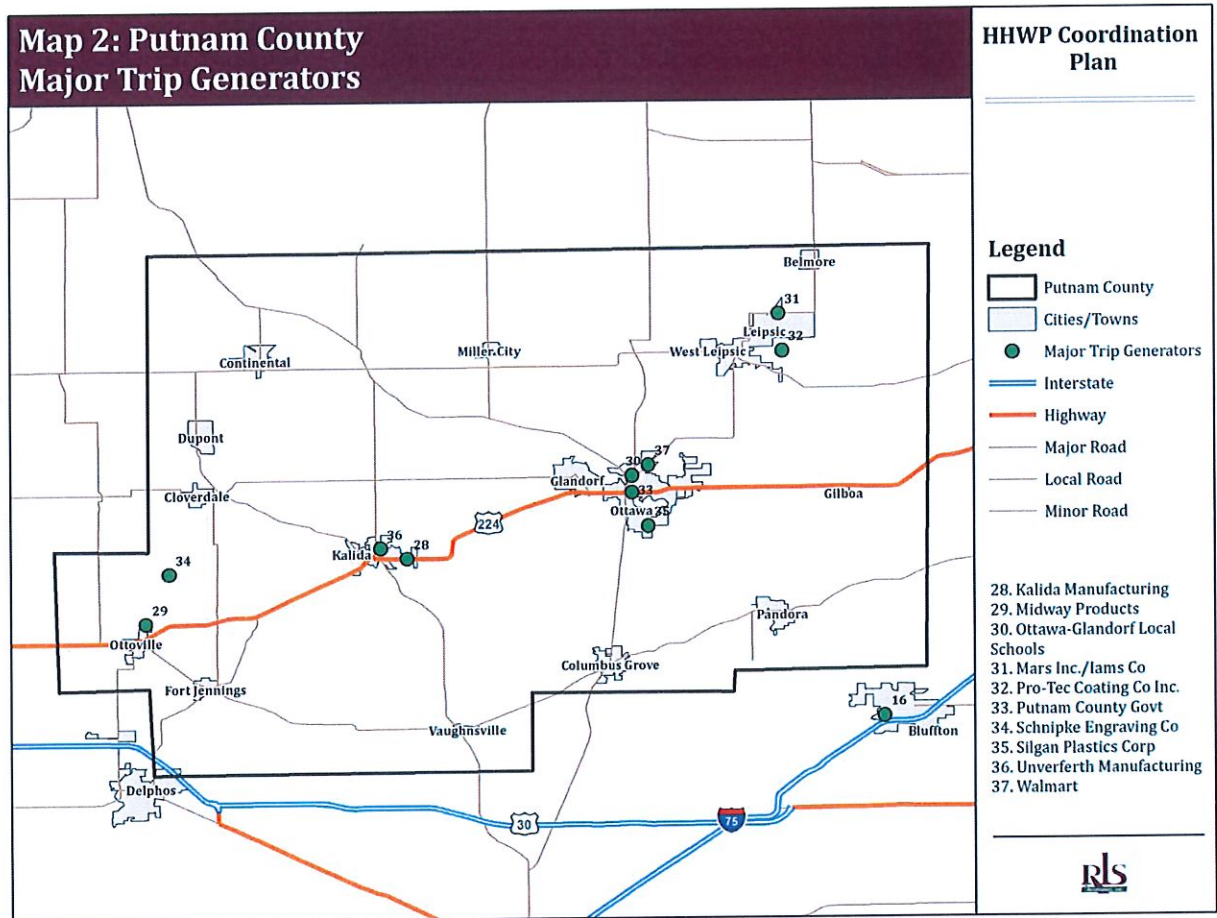 Map 2: Putnam County
Major Trip Generators
HHWP Coordination
Plan
Belmore
31
Leipsic
32
West Leipsic
Miller City
Continental
Dupont
37
30
Glandorf
33
Ottawa
35
Gilboa
Cloverdale
224
36
28
Kalida
34
29
Ottoville
Pandora
Columbus Grove
Fort Jennings
16
Bluffton
Vaughnsville
Delphos
30
75
Legend
Putnam County
Cities/Towns
Major Trip Generators
Interstate
Highway
Major Road
Local Road
Minor Road
28. Kalida Manufacturing
29. Midway Products
30. Ottawa-Glandorf Local
Schools
31. Mars Inc./Iams Co
32. Pro-Tec Coating Co Inc.
33. Putnam County Govt
34. Schnipke Engraving Co
35. Silgan Plastics Corp
36. Unverferth Manufacturing
37. Walmart
RLS